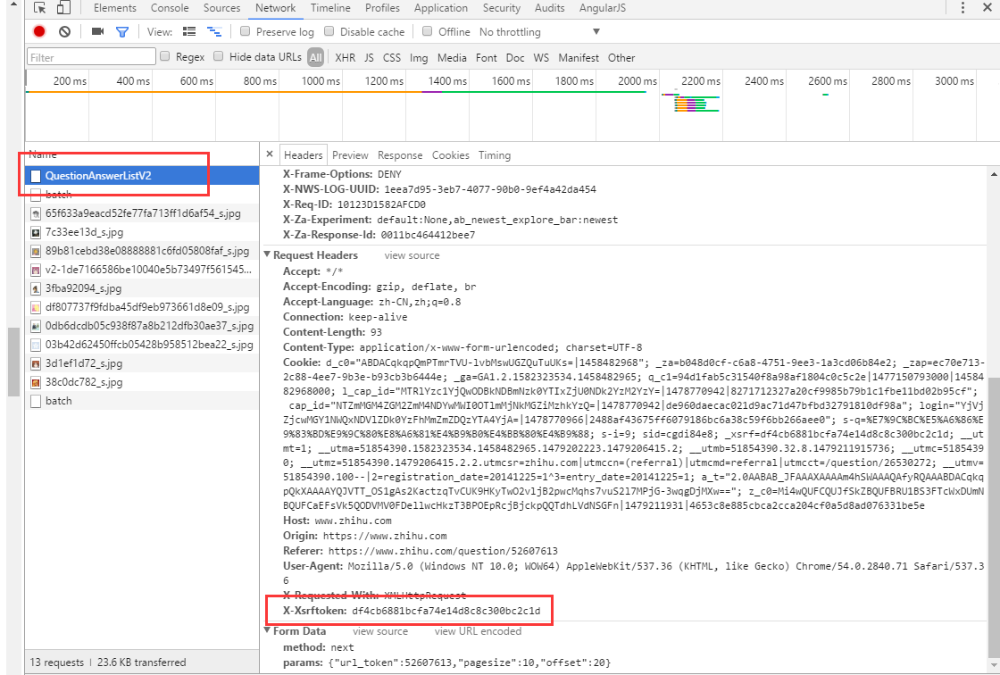 Elements Console Sources Network Timeline Profiles Application Security Audits AngularJS
View: Preserve log Disable cache Offline No throttling
Filter Regex Hide data URLs All XHR JS CSS Img Media Font Doc WS Manifest Other
200 ms 400 ms 600 ms 800 ms 1000 ms 1200 ms 1400 ms 1600 ms 1800 ms 2000 ms 2200 ms 2400 ms 2600 ms 2800 ms 3000 ms
Name
QuestionAnswerListV2
batch
65f633a9eacd52fe77fa713ff1d6af54_s.jpg
7c33ee13d_s.jpg
89b81cebd38e08888881c6fd05808faf_s.jpg
v2-1de7166586be10040e5b73497f561545...
3fba92094_s.jpg
df807737f9fdba45df9eb973661d8e09_s.jpg
0db6dcdb05c938f87a8b212dfb30ae37_s.jpg
03b42d62450ffcb05428b958512bea22_s.jpg
3d1ef1d72_s.jpg
38c0dc782_s.jpg
batch
13 requests | 23.6 KB transferred
× Headers Preview Response Cookies Timing
X-Frame-Options: DENY
X-NWS-LOG-UUID: 1eea7d95-3eb7-4077-90b0-9ef4a42da454
X-Req-ID: 10123D1582AFCD0
X-Za-Experiment: default:None,ab_newest_explore_bar:newest
X-Za-Response-Id: 0011bc464412bee7
Request Headers view source
Accept: */*
Accept-Encoding: gzip, deflate, br
Accept-Language: zh-CN,zh;q=0.8
Connection: keep-alive
Content-Length: 93
Content-Type: application/x-www-form-urlencoded; charset=UTF-8
Cookie: d_c0="ABDACqkqpQmPTmrTVU-lvbMswUGZQuTuUKs=|1458482968"; _za=b048d0cf-c6a8-4751-9ee3-1a3cd06b84e2; _zap=ec70e713-
2c88-4ee7-9b3e-b93cb3b6444e; _ga=GA1.2.1582323534.1458482965; q_c1=94d1fab5c31540f8a98af1804c0c5c2e|1477150793000|14584
82968000; l_cap_id="MTRlYzc1YjQwODBkNDBmNzk0YTIxZjU0NDk2YzM2YzY=|1478770942|8271712327a20cf9985b79b1c1fbe11bd02b95cf";
cap_id="NTZmMGM4ZGM2ZmM4NDYwMWI0OTlmMjNkMGZiMzhkYzQ=|1478770942|de960daecac021d9ac71d47bfbd32791810df98a"; login="YjVj
ZjcwMGY1NWQxNDVlZDk0YzFhMmZmZDQzYTA4YjA=|1478770966|2488af43675ff6079186bc6a38c59f6bb266aee0"; s-q=%E7%9C%BC%E5%A6%86%E
9%83%BD%E9%9C%80%E8%A6%81%E4%B9%B0%E4%BB%80%E4%B9%88; s-i=9; sid=cgdi84e8; _xsrf=df4cb6881bcfa74e14d8c8c300bc2c1d; __ut
mt=1; __utma=51854390.1582323534.1458482965.1479202223.1479206415.2; __utmb=51854390.32.8.1479211915736; __utmc=5185439
0; __utmz=51854390.1479206415.2.2.utmcsr=zhihu.com|utmccn=(referral)|utmcmd=referral|utmcct=/question/26530272; __utmv=
51854390.100--|2=registration_date=20141225=1^3=entry_date=20141225=1; a_t="2.0AABAB_JFAAAXAAAAm4hSWAAAQAfyRQAAABDACqkq
pQkXAAAAYQJVTT_OS1gAs2KactzqTvCUK9HKyTwO2vljB2pwcMqhs7vuS2l7MPjG-3wqgDjMXw=="; z_c0=Mi4wQUFCQUJfSkZBQUFBRU1BS3FTcWxDUmN
BQUFCaEFsVk5QODVMV0FDellwcHkzT3BPOEpRcjBjckpQQTdhLVdNSGFn|1479211931|4653c8e885cbca2cca204cf0a5d8ad076331be5e
Host: www.zhihu.com
Origin: https://www.zhihu.com
Referer: https://www.zhihu.com/question/52607613
User-Agent: Mozilla/5.0 (Windows NT 10.0; WOW64) AppleWebKit/537.36 (KHTML, like Gecko) Chrome/54.0.2840.71 Safari/537.3
6
X-Requested-With: XMLHttpRequest
X-Xsrftoken: df4cb6881bcfa74e14d8c8c300bc2c1d
Form Data view source view URL encoded
method: next
params: {"url_token":52607613,"pagesize":10,"offset":20}